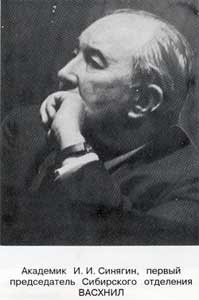 Академик И. И. Синягин, первый
председатель Сибирского отделения
ВАСХНИЛ